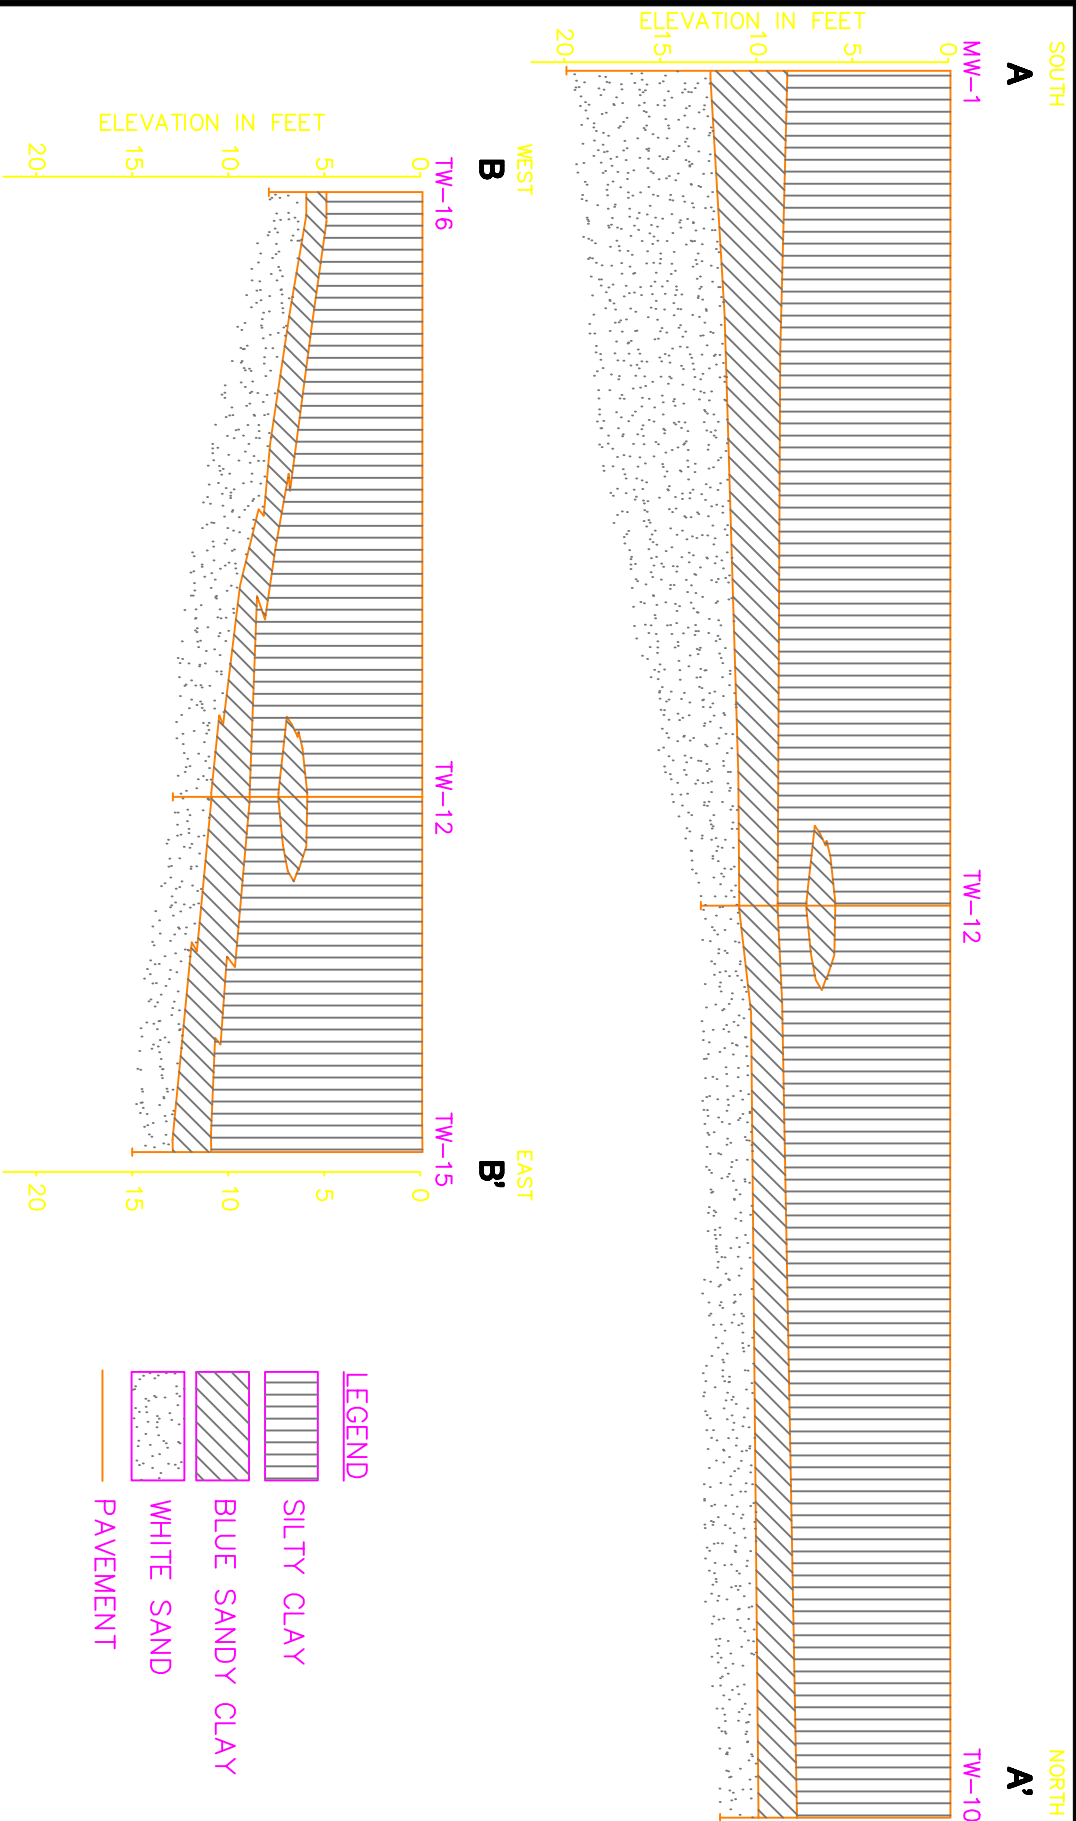 SOUTH
NORTH
A
A'
MW-1
TW-12
TW-10
ELEVATION IN FEET
0
5
10
15
20
WEST
EAST
B
B'
TW-16
TW-12
TW-15
ELEVATION IN FEET
0
5
10
15
20
0
5
10
15
20
LEGEND
SILTY CLAY
BLUE SANDY CLAY
WHITE SAND
PAVEMENT